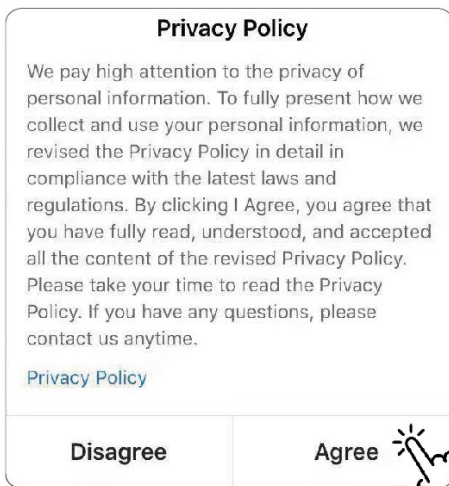 Privacy Policy
We pay high attention to the privacy of
personal information. To fully present how we
collect and use your personal information, we
revised the Privacy Policy in detail in
compliance with the latest laws and
regulations. By clicking I Agree, you agree that
you have fully read, understood, and accepted
all the content of the revised Privacy Policy.
Please take your time to read the Privacy
Policy. If you have any questions, please
contact us anytime.
Privacy Policy
Disagree
Agree